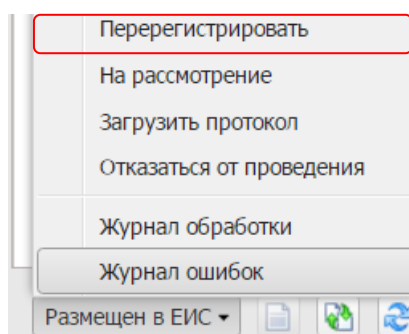 Перерегистрировать
На рассмотрение
Загрузить протокол
Отказаться от проведения
Журнал обработки
Журнал ошибок
Размещен в ЕИС